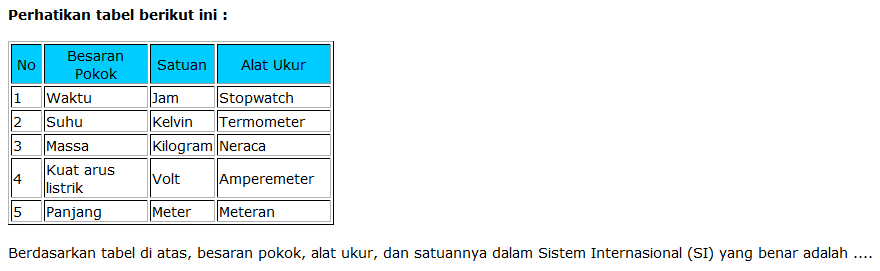 Perhatikan tabel berikut ini :
No Besaran Pokok Satuan Alat Ukur
1 Waktu Jam Stopwatch
2 Suhu Kelvin Termometer
3 Massa Kilogram Neraca
4 Kuat arus listrik Volt Amperemeter
5 Panjang Meter Meteran
Berdasarkan tabel di atas, besaran pokok, alat ukur, dan satuannya dalam Sistem Internasional (SI) yang benar adalah ....